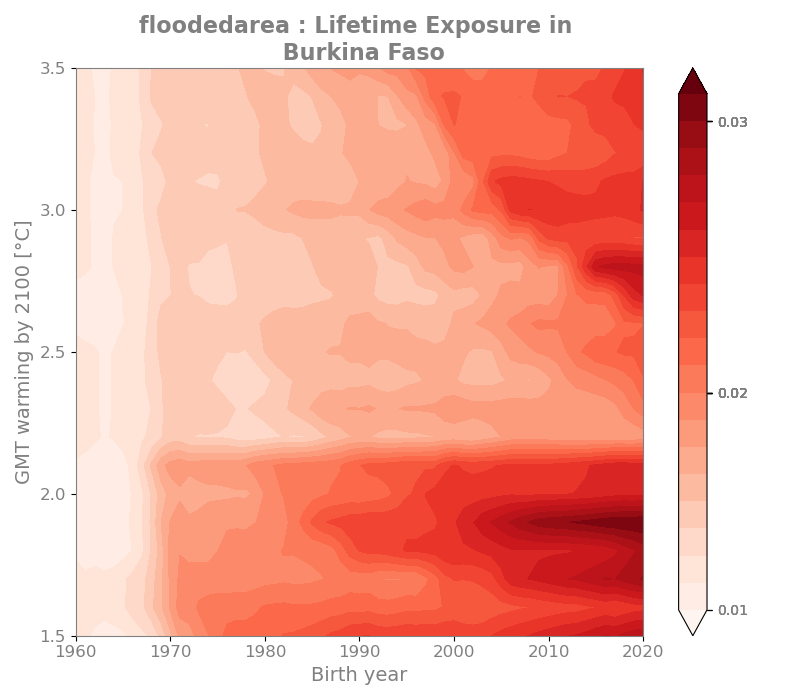 floodedarea : Lifetime Exposure in
Burkina Faso
GMT warming by 2100 [°C]
3.5
3.0
2.5
2.0
1.5
1960 1970 1980 1990 2000 2010 2020
Birth year
0.03
0.02
0.01